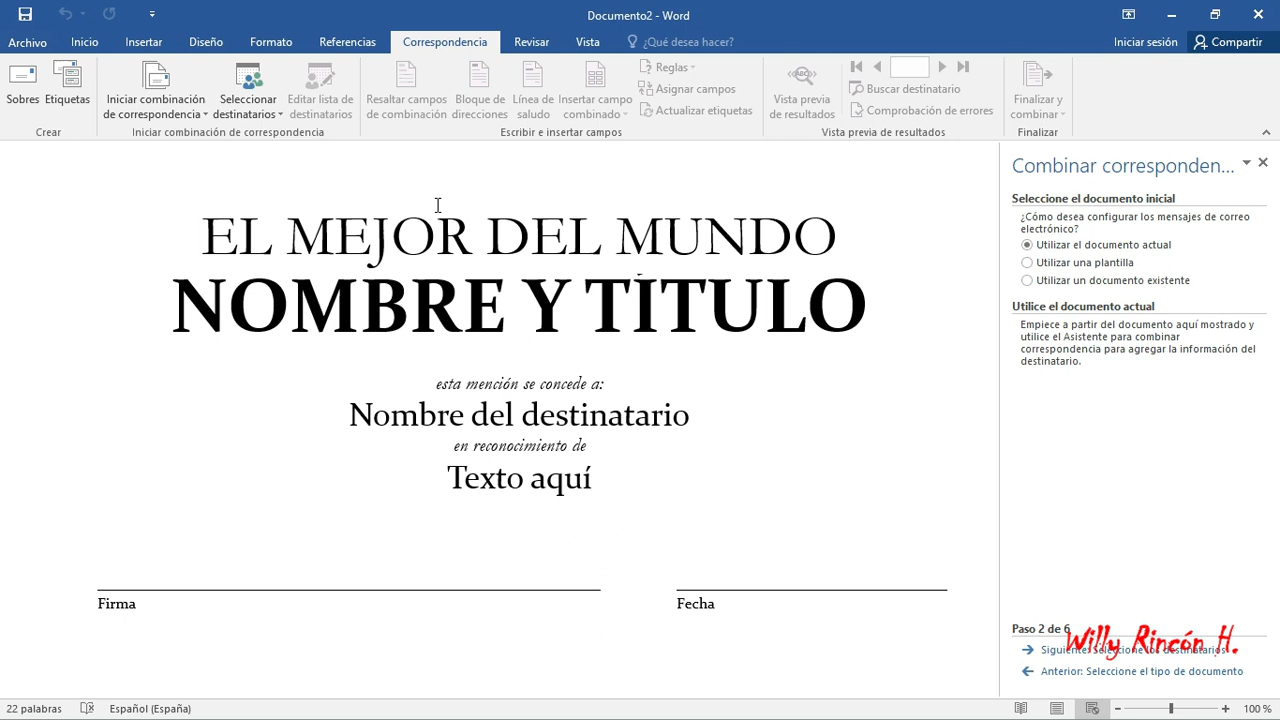 Documento2 - Word
Archivo Inicio Insertar Diseño Formato Referencias Correspondencia Revisar Vista ¿Qué desea hacer? Iniciar sesión Compartir
Sobres Etiquetas
Crear
Iniciar combinación de correspondencia
Seleccionar destinatarios
Editar lista de destinatarios
Iniciar combinación de correspondencia
Resaltar campos de combinación
Bloque de direcciones
Línea de saludo
Insertar campo combinado
Reglas
Asignar campos
Actualizar etiquetas
Escribir e insertar campos
ABC
Vista previa de resultados
Buscar destinatario
Comprobación de errores
Vista previa de resultados
Finalizar y combinar
Finalizar
EL MEJOR DEL MUNDO
NOMBRE Y TÍTULO
esta mención se concede a:
Nombre del destinatario
en reconocimiento de
Texto aquí
Firma Fecha
Combinar corresponden...
Seleccione el documento inicial
¿Cómo desea configurar los mensajes de correo
electrónico?
Utilizar el documento actual
Utilizar una plantilla
Utilizar un documento existente
Utilice el documento actual
Empiece a partir del documento aquí mostrado y
utilice el Asistente para combinar
correspondencia para agregar la información del
destinatario.
Paso 2 de 6
Willy Rincón H.
Siguiente: Seleccione los destinatarios
Anterior: Seleccione el tipo de documento
22 palabras Español (España) 100 %